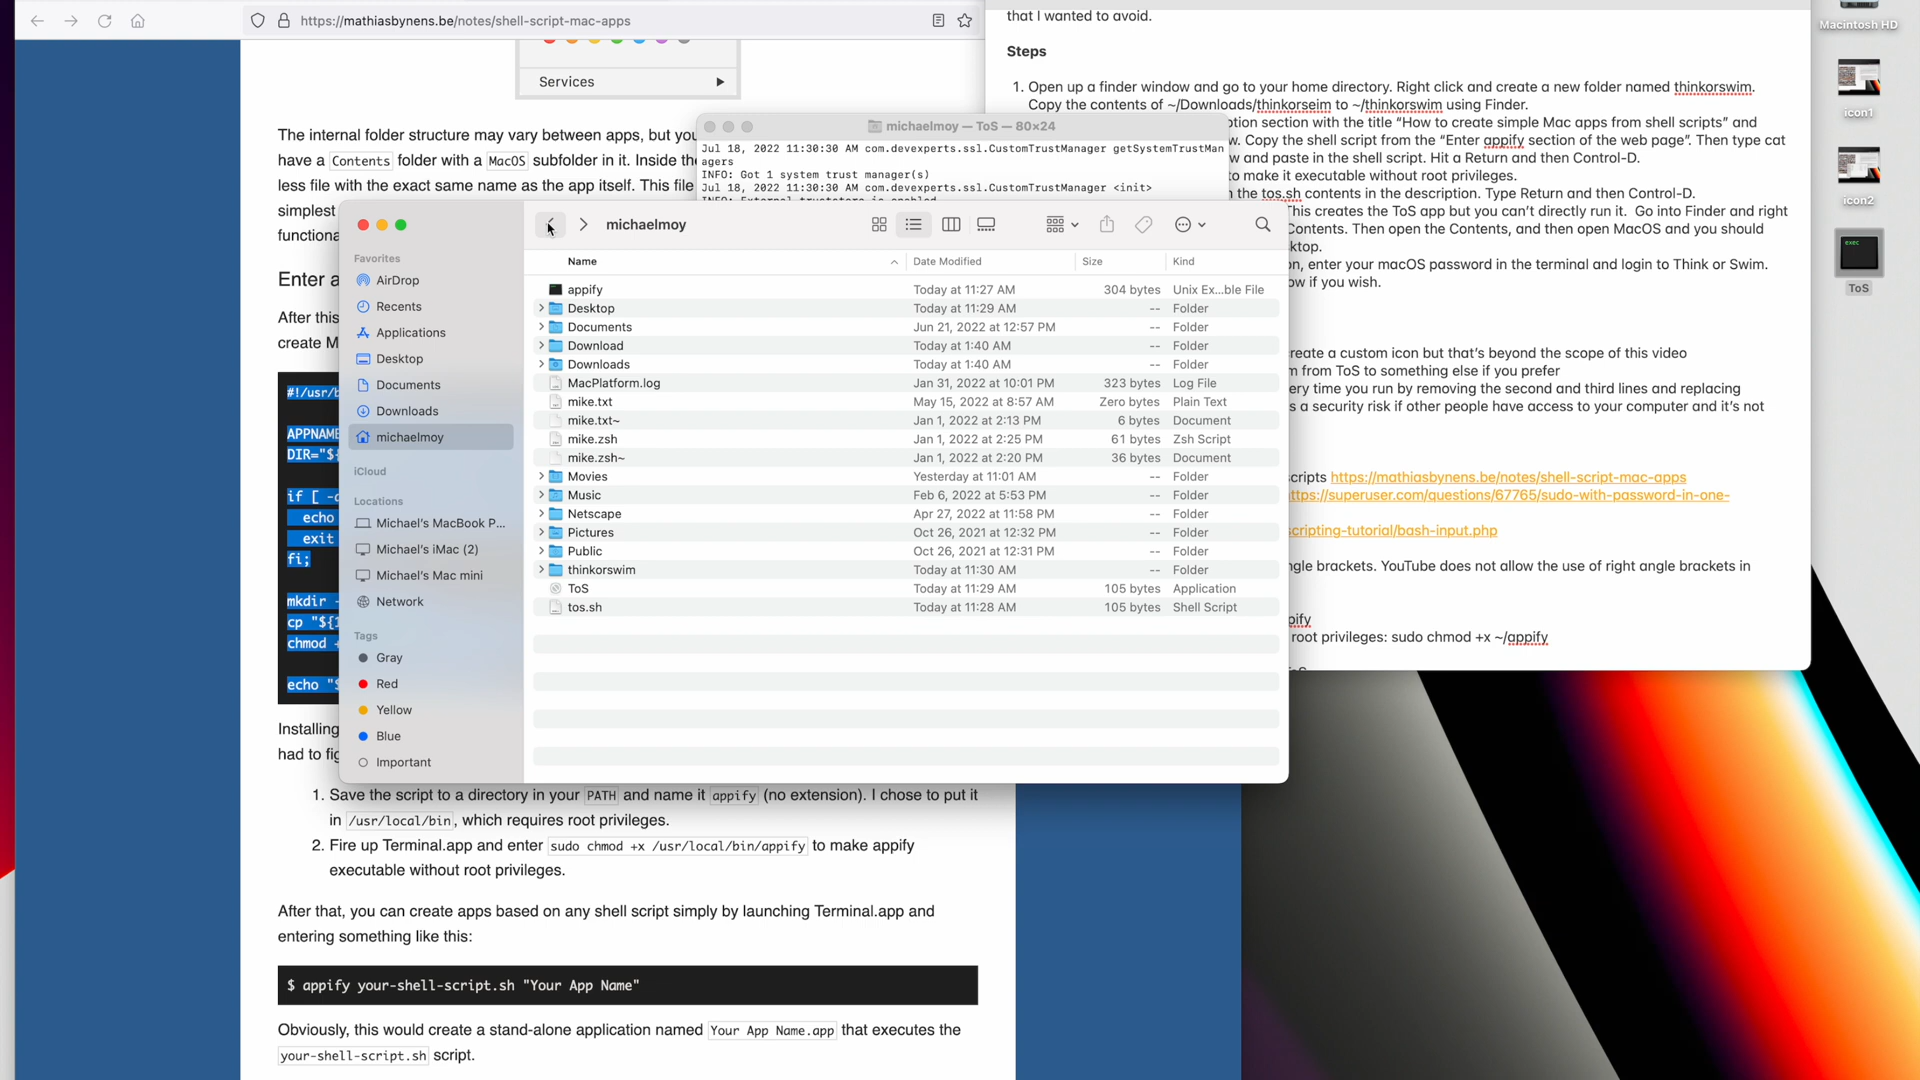 https://mathiasbynens.be/notes/shell-script-mac-apps
Services
The internal folder structure may vary between apps, but you
have a Contents folder with a MacOS subfolder in it. Inside the
less file with the exact same name as the app itself. This file
simplest
functiona
Enter a
After this
create M
#!/usr/b
APPNAME
DIR="${
if [ -
echo
exit
fi;
mkdir -
cp "${1
chmod +
echo "$
Installing
had to fig
1. Save the script to a directory in your PATH and name it appify (no extension). I chose to put it
in /usr/local/bin, which requires root privileges.
2. Fire up Terminal.app and enter sudo chmod +x /usr/local/bin/appify to make appify
executable without root privileges.
After that, you can create apps based on any shell script simply by launching Terminal.app and
entering something like this:
$ appify your-shell-script.sh "Your App Name"
Obviously, this would create a stand-alone application named Your App Name.app that executes the
your-shell-script.sh script.
michaelmoy — ToS — 80×24
Jul 18, 2022 11:30:30 AM com.devexperts.ssl.CustomTrustManager getSystemTrustMan
agers
INFO: Got 1 system trust manager(s)
Jul 18, 2022 11:30:30 AM com.devexperts.ssl.CustomTrustManager <init>
INFO: External truststore is enabled
michaelmoy
Favorites
AirDrop
Recents
Applications
Desktop
Documents
Downloads
michaelmoy
iCloud
Locations
Michael's MacBook P...
Michael's iMac (2)
Michael's Mac mini
Network
Tags
Gray
Red
Yellow
Blue
Important
Name Date Modified Size Kind
appify Today at 11:27 AM 304 bytes Unix Ex...ble File
Desktop Today at 11:29 AM -- Folder
Documents Jun 21, 2022 at 12:57 PM -- Folder
Download Today at 1:40 AM -- Folder
Downloads Today at 1:40 AM -- Folder
MacPlatform.log Jan 31, 2022 at 10:01 PM 323 bytes Log File
mike.txt May 15, 2022 at 8:57 AM Zero bytes Plain Text
mike.txt~ Jan 1, 2022 at 2:13 PM 6 bytes Document
mike.zsh Jan 1, 2022 at 2:25 PM 61 bytes Zsh Script
mike.zsh~ Jan 1, 2022 at 2:20 PM 36 bytes Document
Movies Yesterday at 11:01 AM -- Folder
Music Feb 6, 2022 at 5:53 PM -- Folder
Netscape Apr 27, 2022 at 11:58 PM -- Folder
Pictures Oct 26, 2021 at 12:32 PM -- Folder
Public Oct 26, 2021 at 12:31 PM -- Folder
thinkorswim Today at 11:30 AM -- Folder
ToS Today at 11:29 AM 105 bytes Application
tos.sh Today at 11:28 AM 105 bytes Shell Script
that I wanted to avoid.
Steps
1. Open up a finder window and go to your home directory. Right click and create a new folder named thinkorswim.
Copy the contents of ~/Downloads/thinkorseim to ~/thinkorswim using Finder.
ption section with the title "How to create simple Mac apps from shell scripts" and
w. Copy the shell script from the "Enter appify section of the web page". Then type cat
w and paste in the shell script. Hit a Return and then Control-D.
to make it executable without root privileges.
n the tos.sh contents in the description. Type Return and then Control-D.
This creates the ToS app but you can't directly run it. Go into Finder and right
Contents. Then open the Contents, and then open MacOS and you should
ktop.
on, enter your macOS password in the terminal and login to Think or Swim.
ow if you wish.
create a custom icon but that's beyond the scope of this video
m from ToS to something else if you prefer
ery time you run by removing the second and third lines and replacing
s a security risk if other people have access to your computer and it's not
cripts https://mathiasbynens.be/notes/shell-script-mac-apps
ttps://superuser.com/questions/67765/sudo-with-password-in-one-
scripting-tutorial/bash-input.php
ngle brackets. YouTube does not allow the use of right angle brackets in
pify
root privileges: sudo chmod +x ~/appify
Macintosh HD
icon1
icon2
exec
ToS